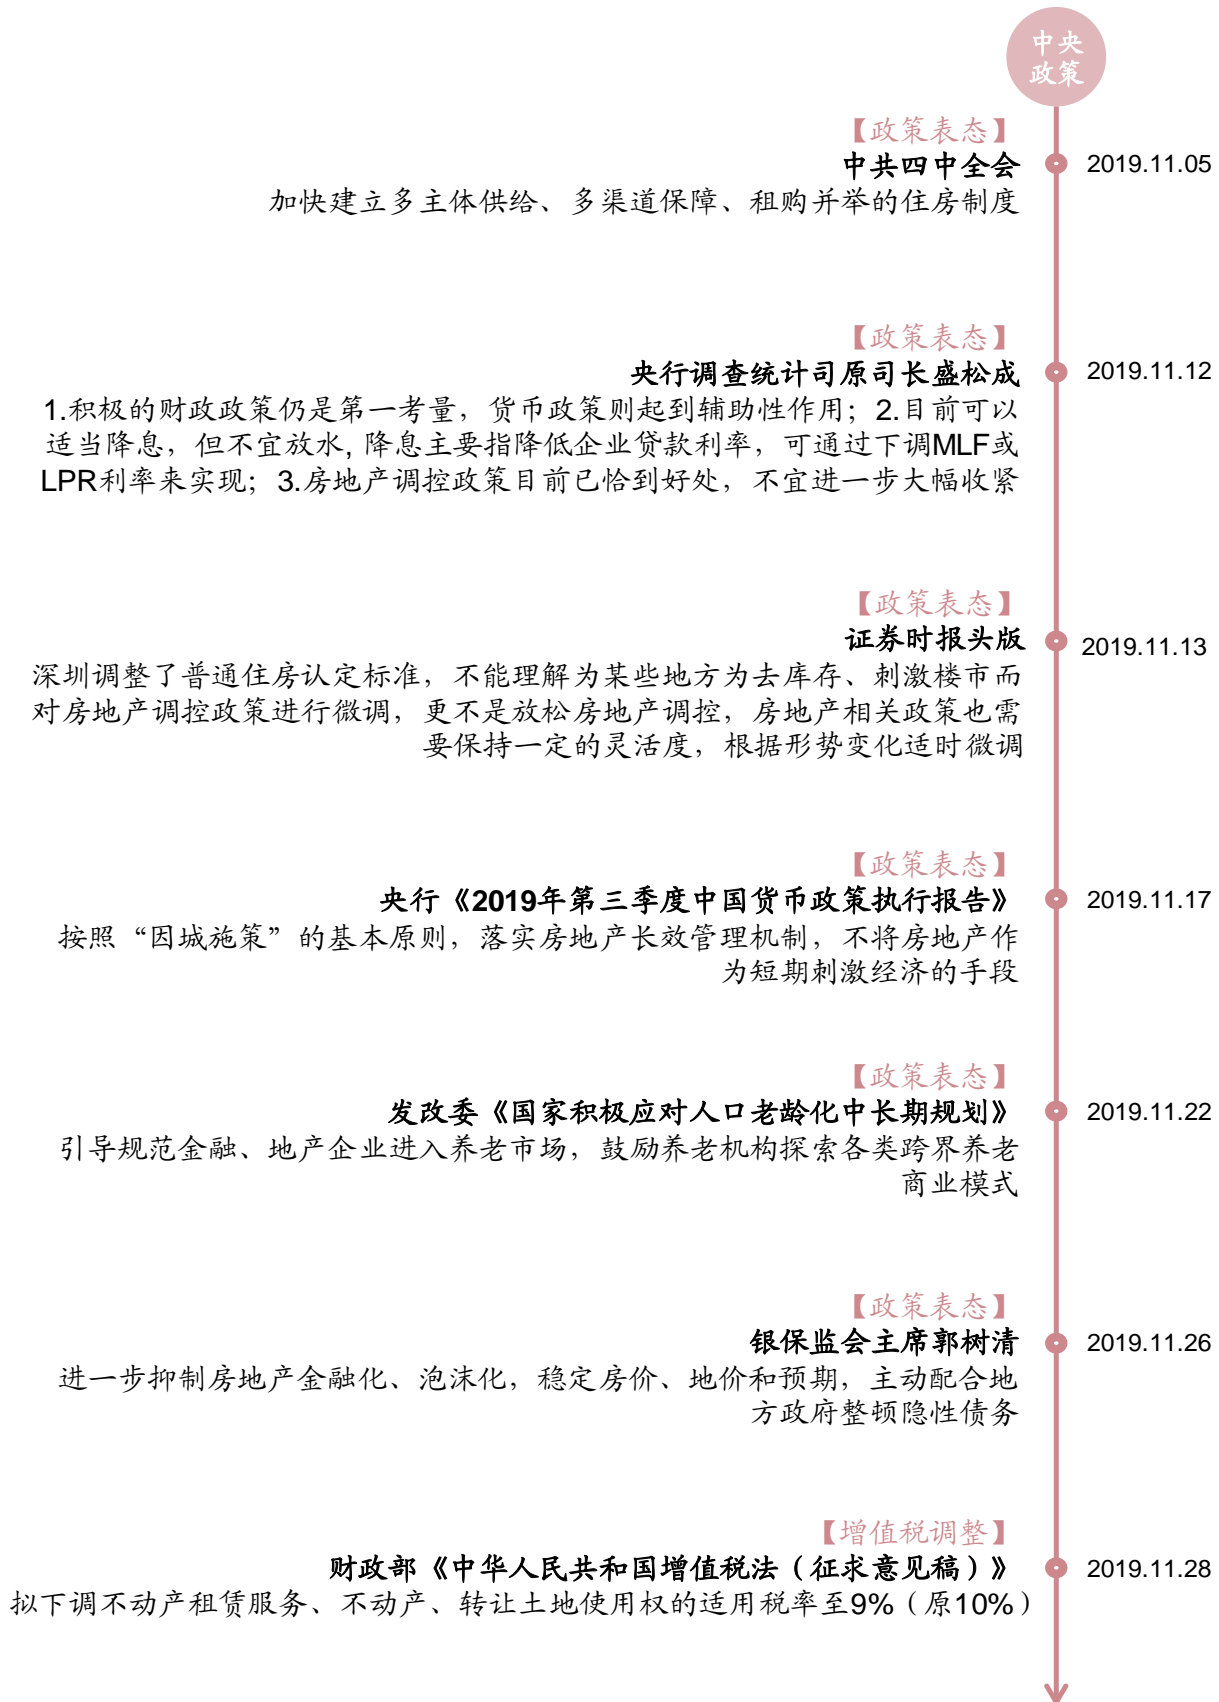 中央
政策
【政策表态】
中共四中全会
2019.11.05
加快建立多主体供给、多渠道保障、租购并举的住房制度
【政策表态】
央行调查统计司原司长盛松成
2019.11.12
1.积极的财政政策仍是第一考量，货币政策则起到辅助性作用；2.目前可以
适当降息，但不宜放水, 降息主要指降低企业贷款利率，可通过下调MLF或
LPR利率来实现；3.房地产调控政策目前已恰到好处，不宜进一步大幅收紧
【政策表态】
证券时报头版
2019.11.13
深圳调整了普通住房认定标准，不能理解为某些地方为去库存、刺激楼市而
对房地产调控政策进行微调，更不是放松房地产调控，房地产相关政策也需
要保持一定的灵活度，根据形势变化适时微调
【政策表态】
央行《2019年第三季度中国货币政策执行报告》
2019.11.17
按照“因城施策”的基本原则，落实房地产长效管理机制，不将房地产作
为短期刺激经济的手段
【政策表态】
发改委《国家积极应对人口老龄化中长期规划》
2019.11.22
引导规范金融、地产企业进入养老市场，鼓励养老机构探索各类跨界养老
商业模式
【政策表态】
银保监会主席郭树清
2019.11.26
进一步抑制房地产金融化、泡沫化，稳定房价、地价和预期，主动配合地
方政府整顿隐性债务
【增值税调整】
财政部《中华人民共和国增值税法（征求意见稿）》
2019.11.28
拟下调不动产租赁服务、不动产、转让土地使用权的适用税率至9%（原10%）